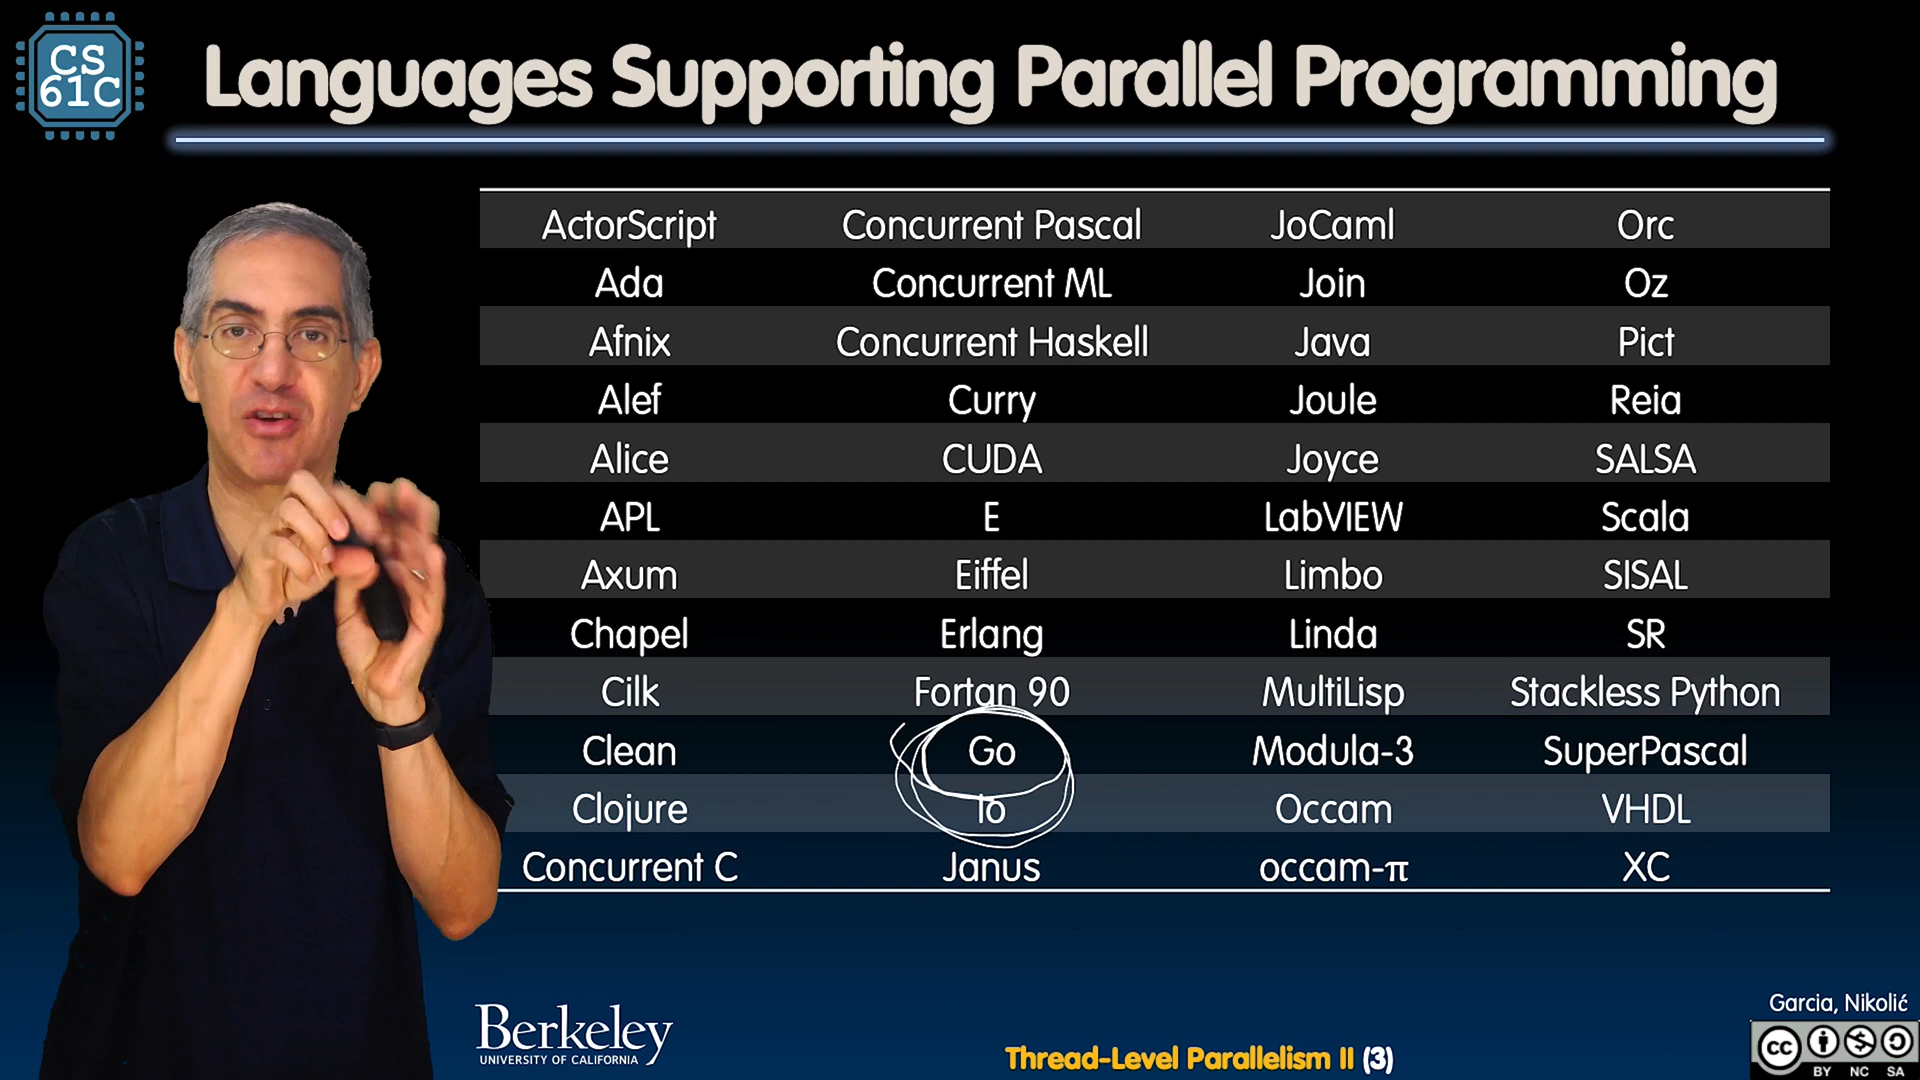 CS
61C
Languages Supporting Parallel Programming
ActorScript Concurrent Pascal JoCaml Orc
Ada Concurrent ML Join Oz
Afnix Concurrent Haskell Java Pict
Alef Curry Joule Reia
Alice CUDA Joyce SALSA
APL E LabVIEW Scala
Axum Eiffel Limbo SISAL
Chapel Erlang Linda SR
Cilk Fortan 90 MultiLisp Stackless Python
Clean Go Modula-3 SuperPascal
Clojure Io Occam VHDL
Concurrent C Janus occam-π XC
Berkeley
UNIVERSITY OF CALIFORNIA
Thread-Level Parallelism II (3)
Garcia, Nikolić
cc
BY NC SA